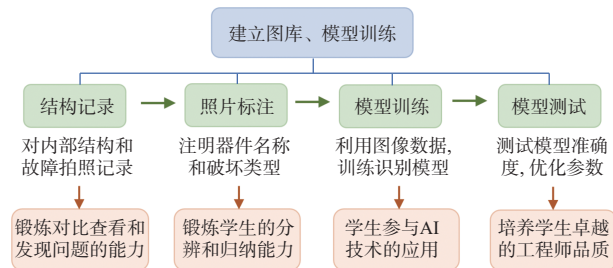 建立图库、模型训练
结构记录
照片标注
模型训练
模型测试
对内部结构和
故障拍照记录
注明器件名称
和破坏类型
利用图像数据,
训练识别模型
测试模型准确
度, 优化参数
锻炼对比查看和
发现问题的能力
锻炼学生的分
辨和归纳能力
学生参与AI
技术的应用
培养学生卓越
的工程师品质